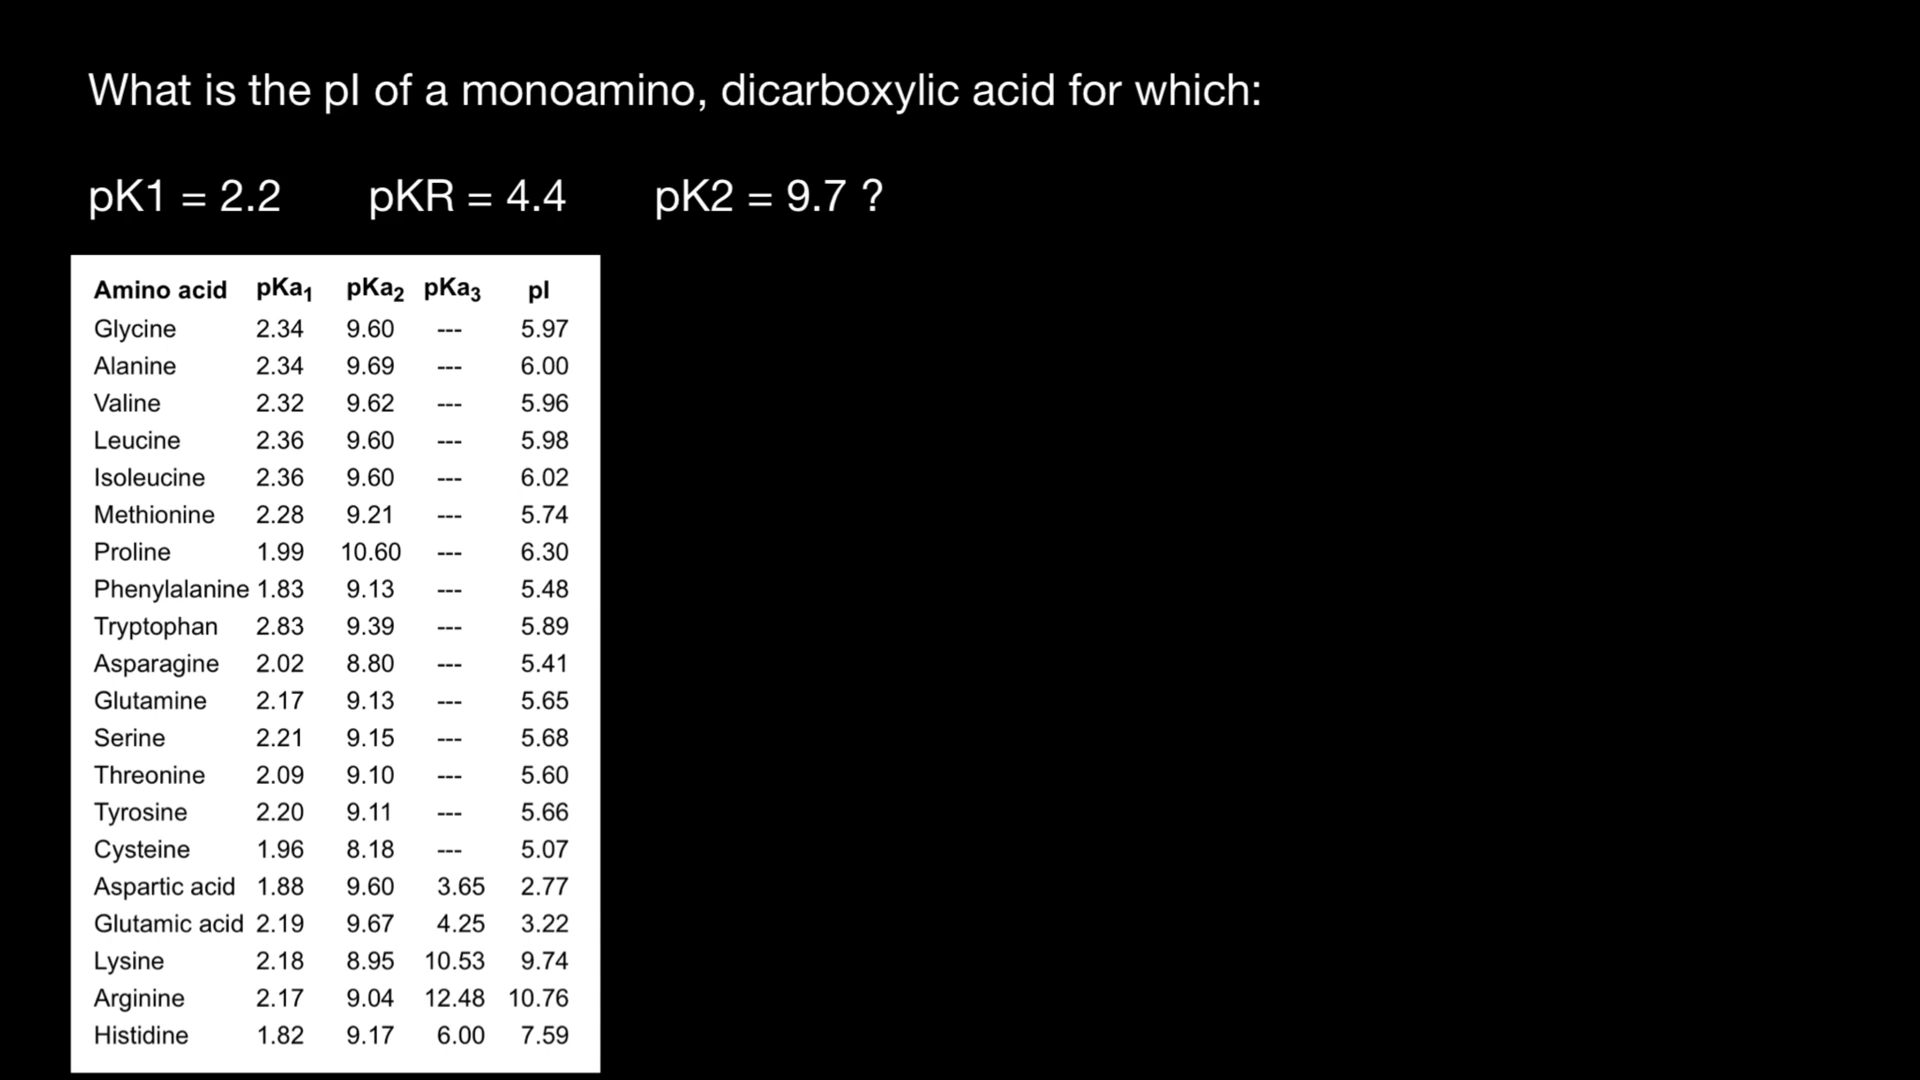 What is the pI of a monoamino, dicarboxylic acid for which:
pK1 = 2.2 pKR = 4.4 pK2 = 9.7 ?
Amino acid pKa1 pKa2 pKa3 pI
Glycine 2.34 9.60 --- 5.97
Alanine 2.34 9.69 --- 6.00
Valine 2.32 9.62 --- 5.96
Leucine 2.36 9.60 --- 5.98
Isoleucine 2.36 9.60 --- 6.02
Methionine 2.28 9.21 --- 5.74
Proline 1.99 10.60 --- 6.30
Phenylalanine 1.83 9.13 --- 5.48
Tryptophan 2.83 9.39 --- 5.89
Asparagine 2.02 8.80 --- 5.41
Glutamine 2.17 9.13 --- 5.65
Serine 2.21 9.15 --- 5.68
Threonine 2.09 9.10 --- 5.60
Tyrosine 2.20 9.11 --- 5.66
Cysteine 1.96 8.18 --- 5.07
Aspartic acid 1.88 9.60 3.65 2.77
Glutamic acid 2.19 9.67 4.25 3.22
Lysine 2.18 8.95 10.53 9.74
Arginine 2.17 9.04 12.48 10.76
Histidine 1.82 9.17 6.00 7.59